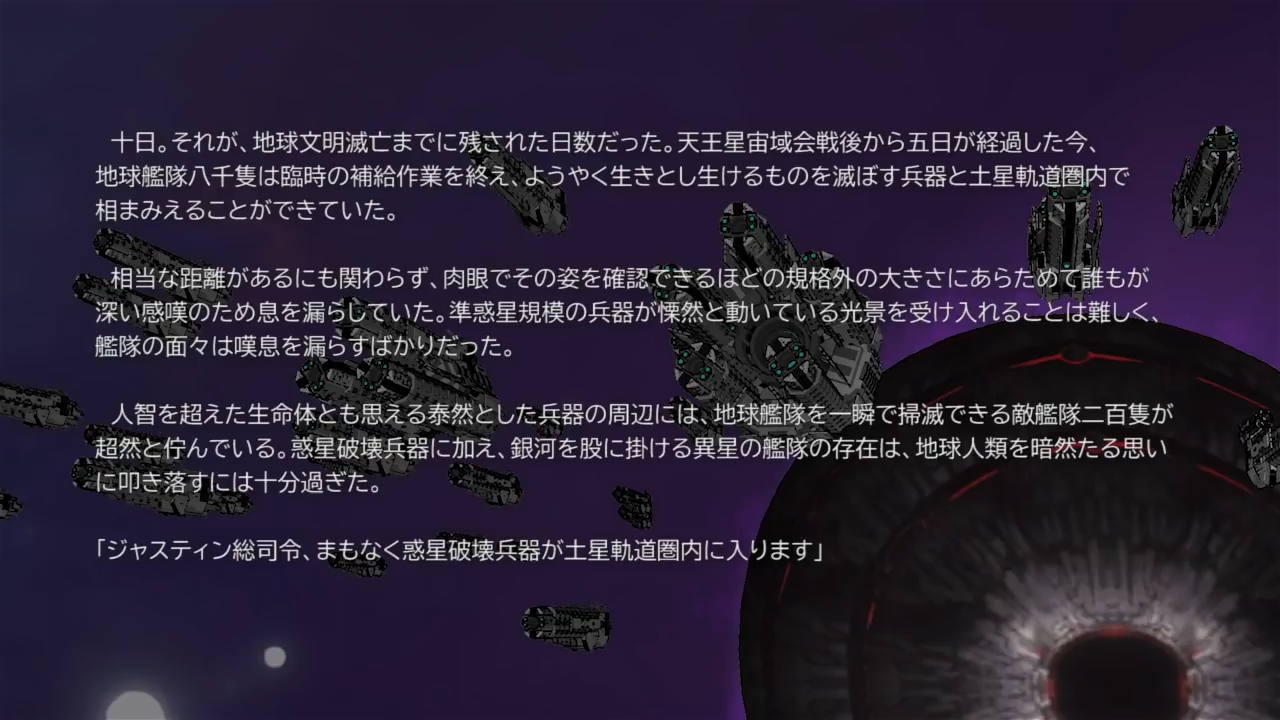 十日。それが、地球文明滅亡までに残された日数だった。天王星宙域会戦後から五日が経過した今、
地球艦隊八千隻は臨時の補給作業を終え、ようやく生きとし生けるものを滅ぼす兵器と土星軌道圏内で
相まみえることができていた。
相当な距離があるにも関わらず、肉眼でその姿を確認できるほどの規格外の大きさにあらためて誰もが
深い感嘆のため息を漏らしていた。準惑星規模の兵器が慄然と動いている光景を受け入れることは難しく、
艦隊の面々は嘆息を漏らすばかりだった。
人智を超えた生命体とも思える泰然とした兵器の周辺には、地球艦隊を一瞬で掃滅できる敵艦隊二百隻が
超然と佇んでいる。惑星破壊兵器に加え、銀河を股に掛ける異星の艦隊の存在は、地球人類を暗然たる思い
に叩き落すには十分過ぎた。
「ジャスティン総司令、まもなく惑星破壊兵器が土星軌道圏内に入ります」